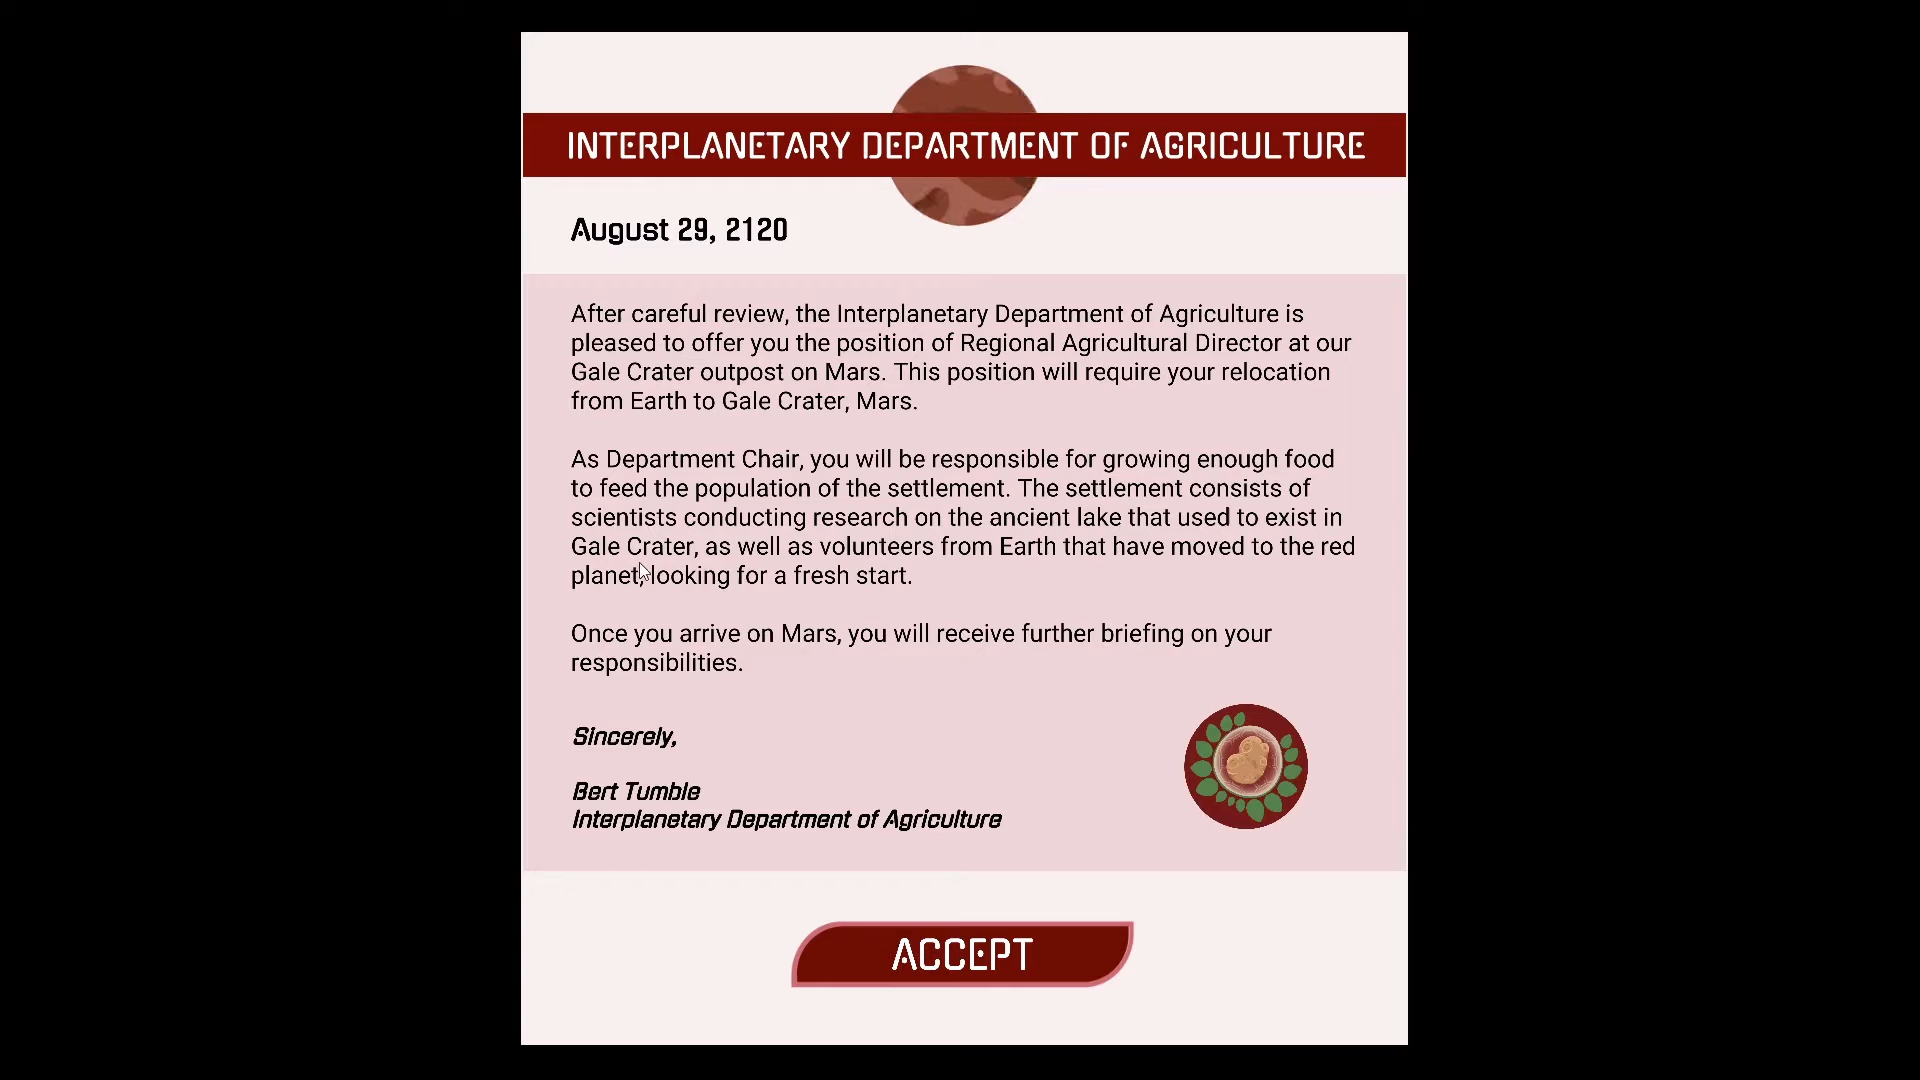 INTERPLANETARY DEPARTMENT OF AGRICULTURE
August 29, 2120
After careful review, the Interplanetary Department of Agriculture is
pleased to offer you the position of Regional Agricultural Director at our
Gale Crater outpost on Mars. This position will require your relocation
from Earth to Gale Crater, Mars.
As Department Chair, you will be responsible for growing enough food
to feed the population of the settlement. The settlement consists of
scientists conducting research on the ancient lake that used to exist in
Gale Crater, as well as volunteers from Earth that have moved to the red
planet, looking for a fresh start.
Once you arrive on Mars, you will receive further briefing on your
responsibilities.
Sincerely,
Bert Tumble
Interplanetary Department of Agriculture
ACCEPT